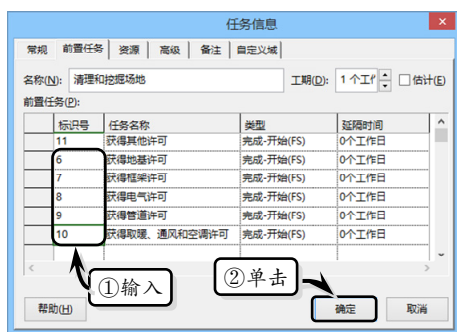 任务信息
常规 前置任务 资源 高级 备注 自定义域
名称(N): 清理和挖掘场地 工期(D): 1 个工作 估计(E)
前置任务(P):
标识号 任务名称 类型 延隔时间
11 获得其他许可 完成-开始(FS) 0个工作日
6 获得地基许可 完成-开始(FS) 0个工作日
7 获得框架许可 完成-开始(FS) 0个工作日
8 获得电气许可 完成-开始(FS) 0个工作日
9 获得管道许可 完成-开始(FS) 0个工作日
10 获得取暖、通风和空调许可 完成-开始(FS) 0个工作日
①输入
②单击
帮助(H) 确定 取消